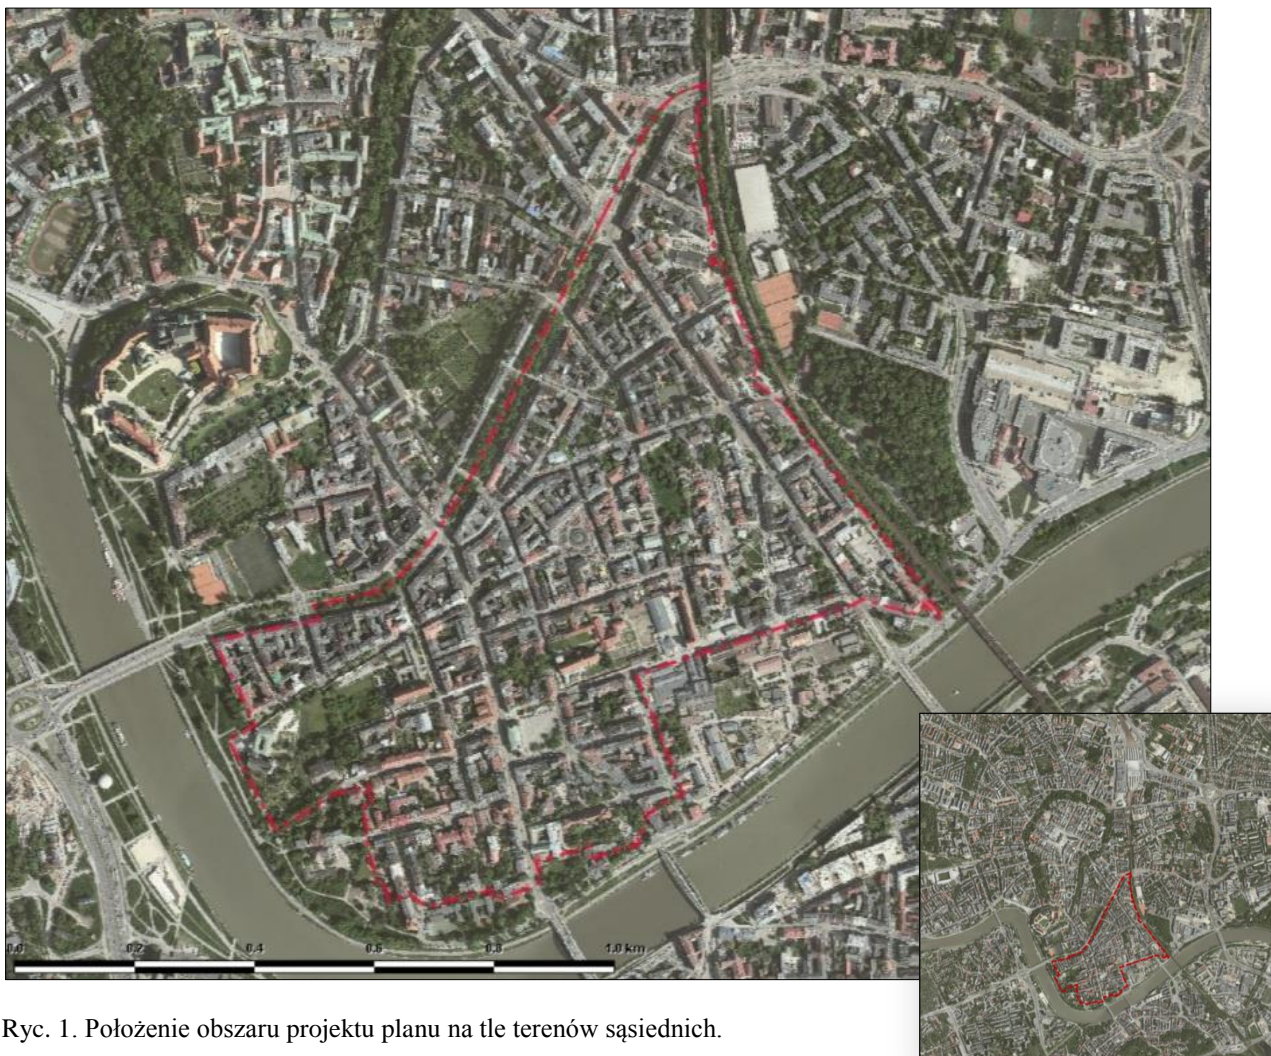 0.0 0.2 0.4 0.6 0.8 1.0 km
Ryc. 1. Położenie obszaru projektu planu na tle terenów sąsiednich.